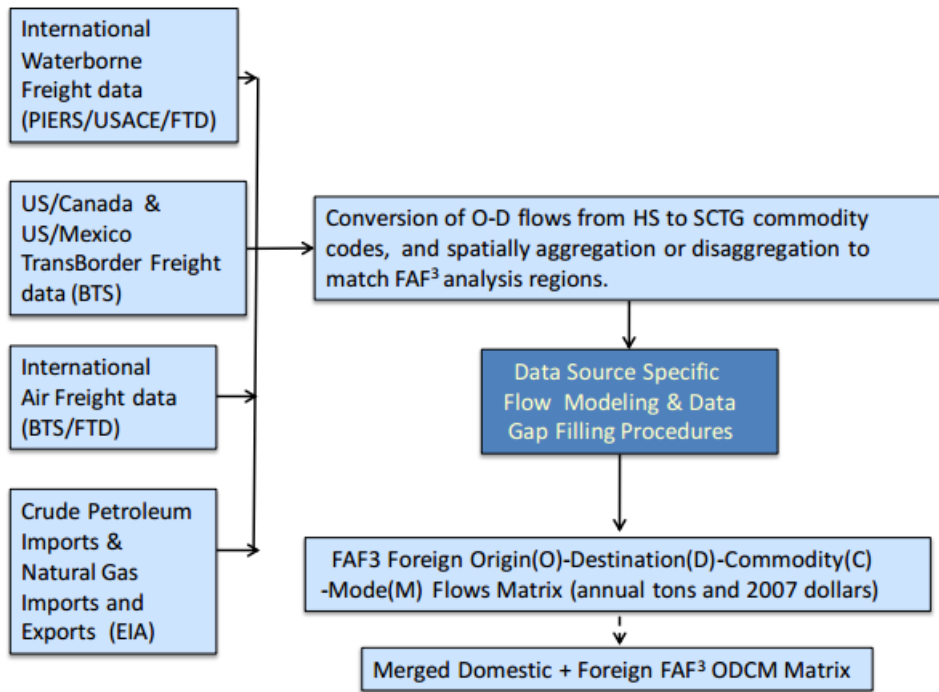 International
Waterborne
Freight data
(PIERS/USACE/FTD)
US/Canada &
US/Mexico
TransBorder Freight
data (BTS)
International
Air Freight data
(BTS/FTD)
Crude Petroleum
Imports &
Natural Gas
Imports and
Exports (EIA)
Conversion of O-D flows from HS to SCTG commodity
codes, and spatially aggregation or disaggregation to
match FAF³ analysis regions.
Data Source Specific
Flow Modeling & Data
Gap Filling Procedures
FAF3 Foreign Origin(O)-Destination(D)-Commodity(C)
-Mode(M) Flows Matrix (annual tons and 2007 dollars)
Merged Domestic + Foreign FAF³ ODCM Matrix